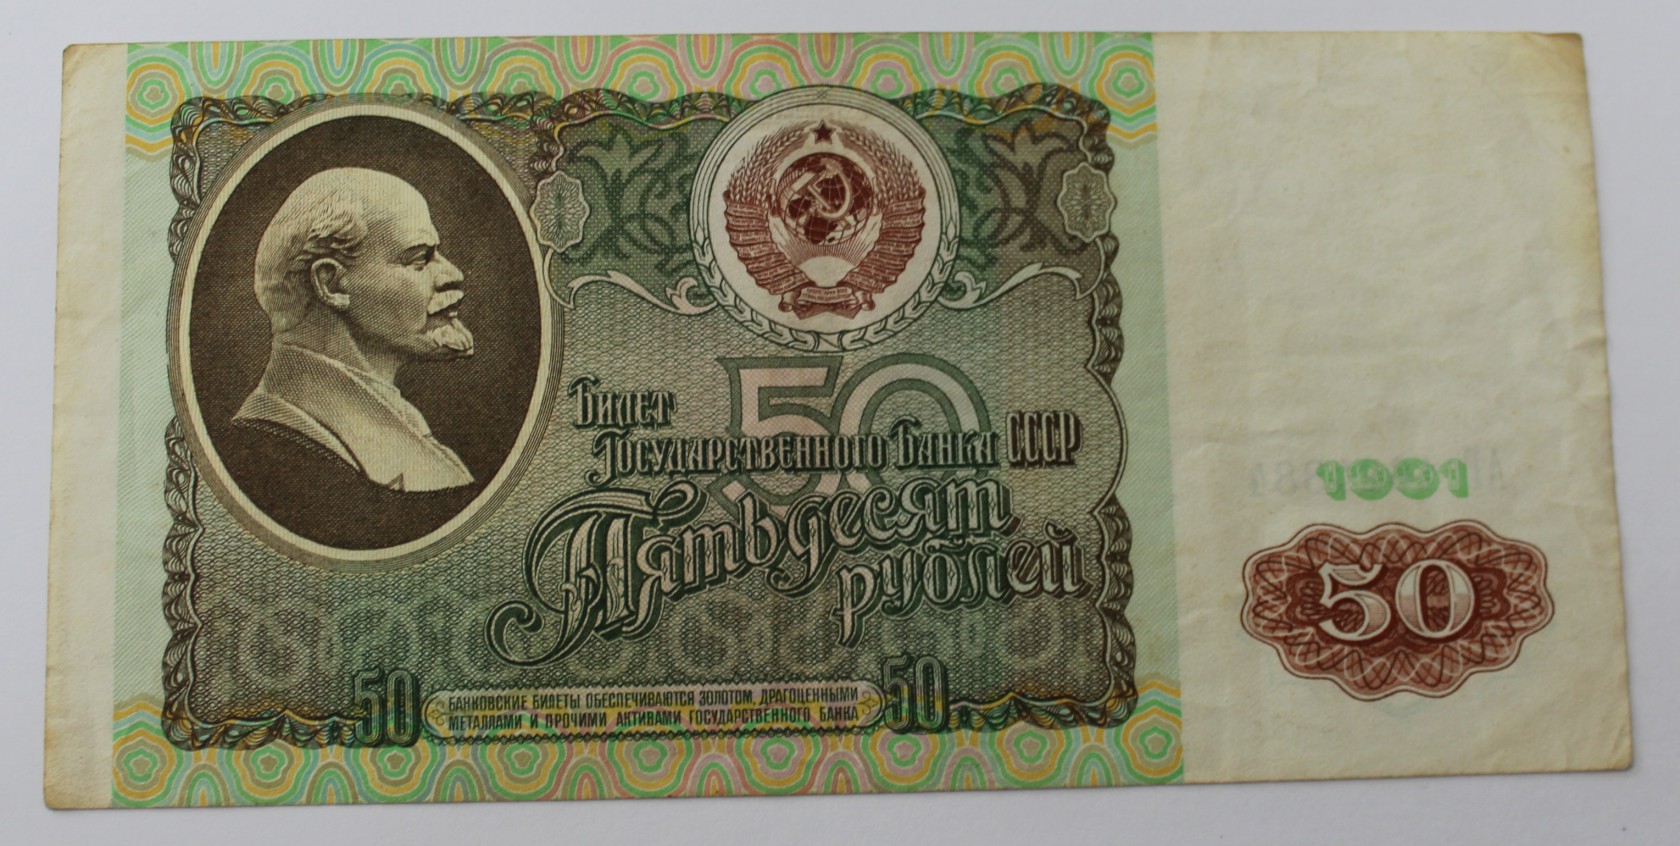 50
Билет
Государственного Банка СССР
Пятьдесят
рублей
1991
50
50
БАНКОВСКИЕ БИЛЕТЫ ОБЕСПЕЧИВАЮТСЯ ЗОЛОТОМ, ДРАГОЦЕННЫМИ
МЕТАЛЛАМИ И ПРОЧИМИ АКТИВАМИ ГОСУДАРСТВЕННОГО БАНКА
50